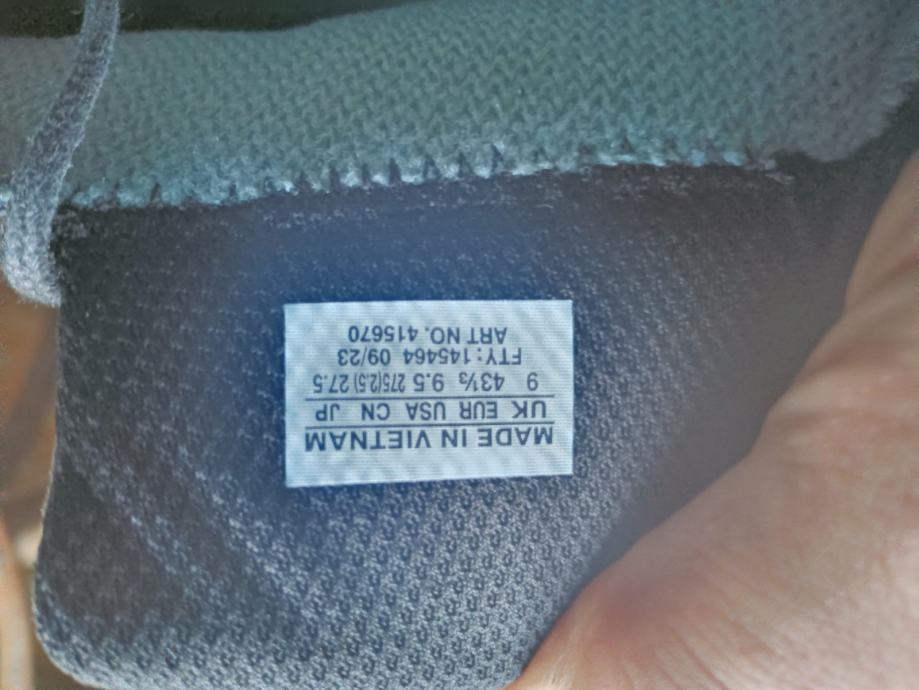 MADE IN VIETNAM
UK EUR USA CN JP
9 43⅓ 9.5 275(2.5) 27.5
FTY: 145464 09/23
ART NO. 415670